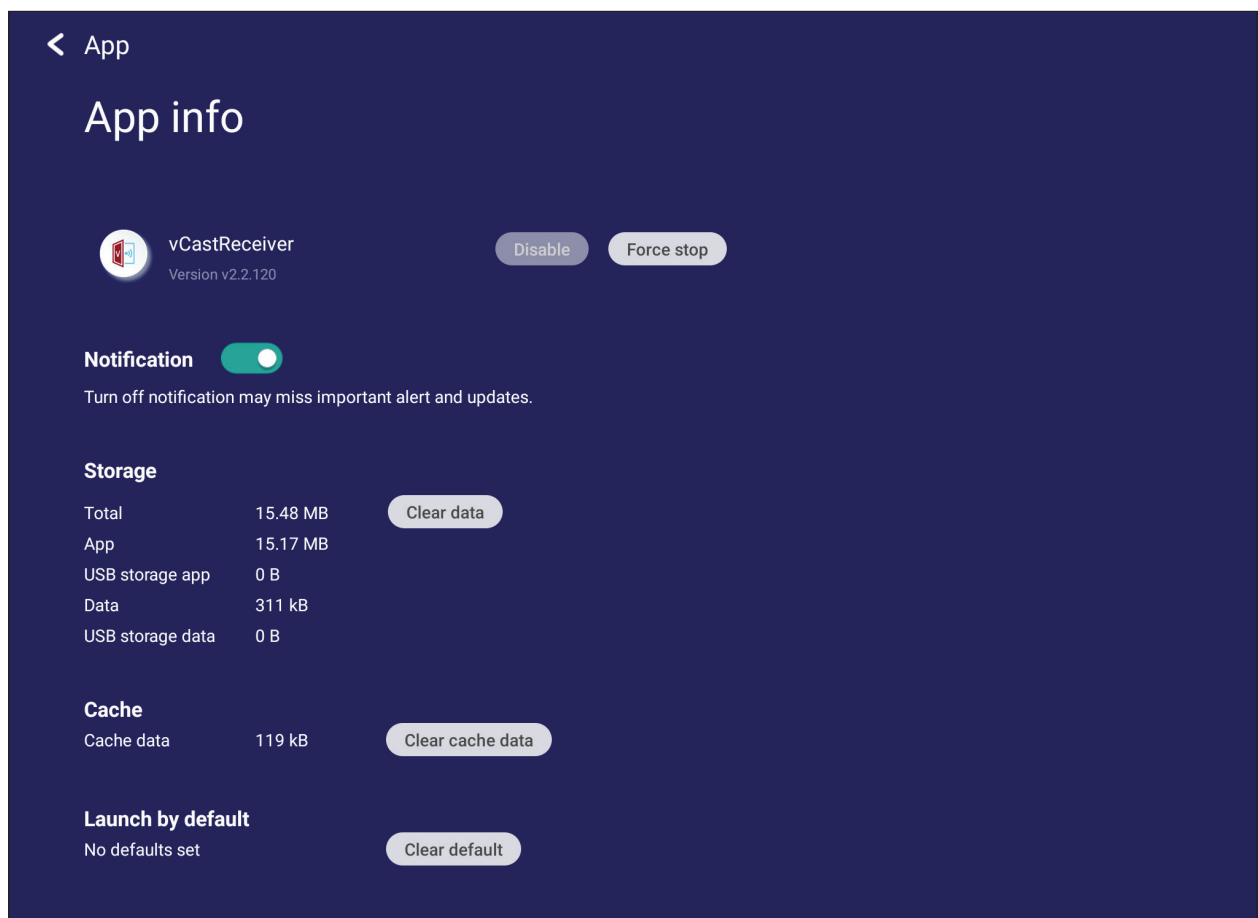 App
App info
vCastReceiver
Disable
Force stop
Version v2.2.120
Notification
Turn off notification may miss important alert and updates.
Storage
Total 15.48 MB Clear data
App 15.17 MB
USB storage app 0 B
Data 311 kB
USB storage data 0 B
Cache
Cache data 119 kB Clear cache data
Launch by default
No defaults set Clear default